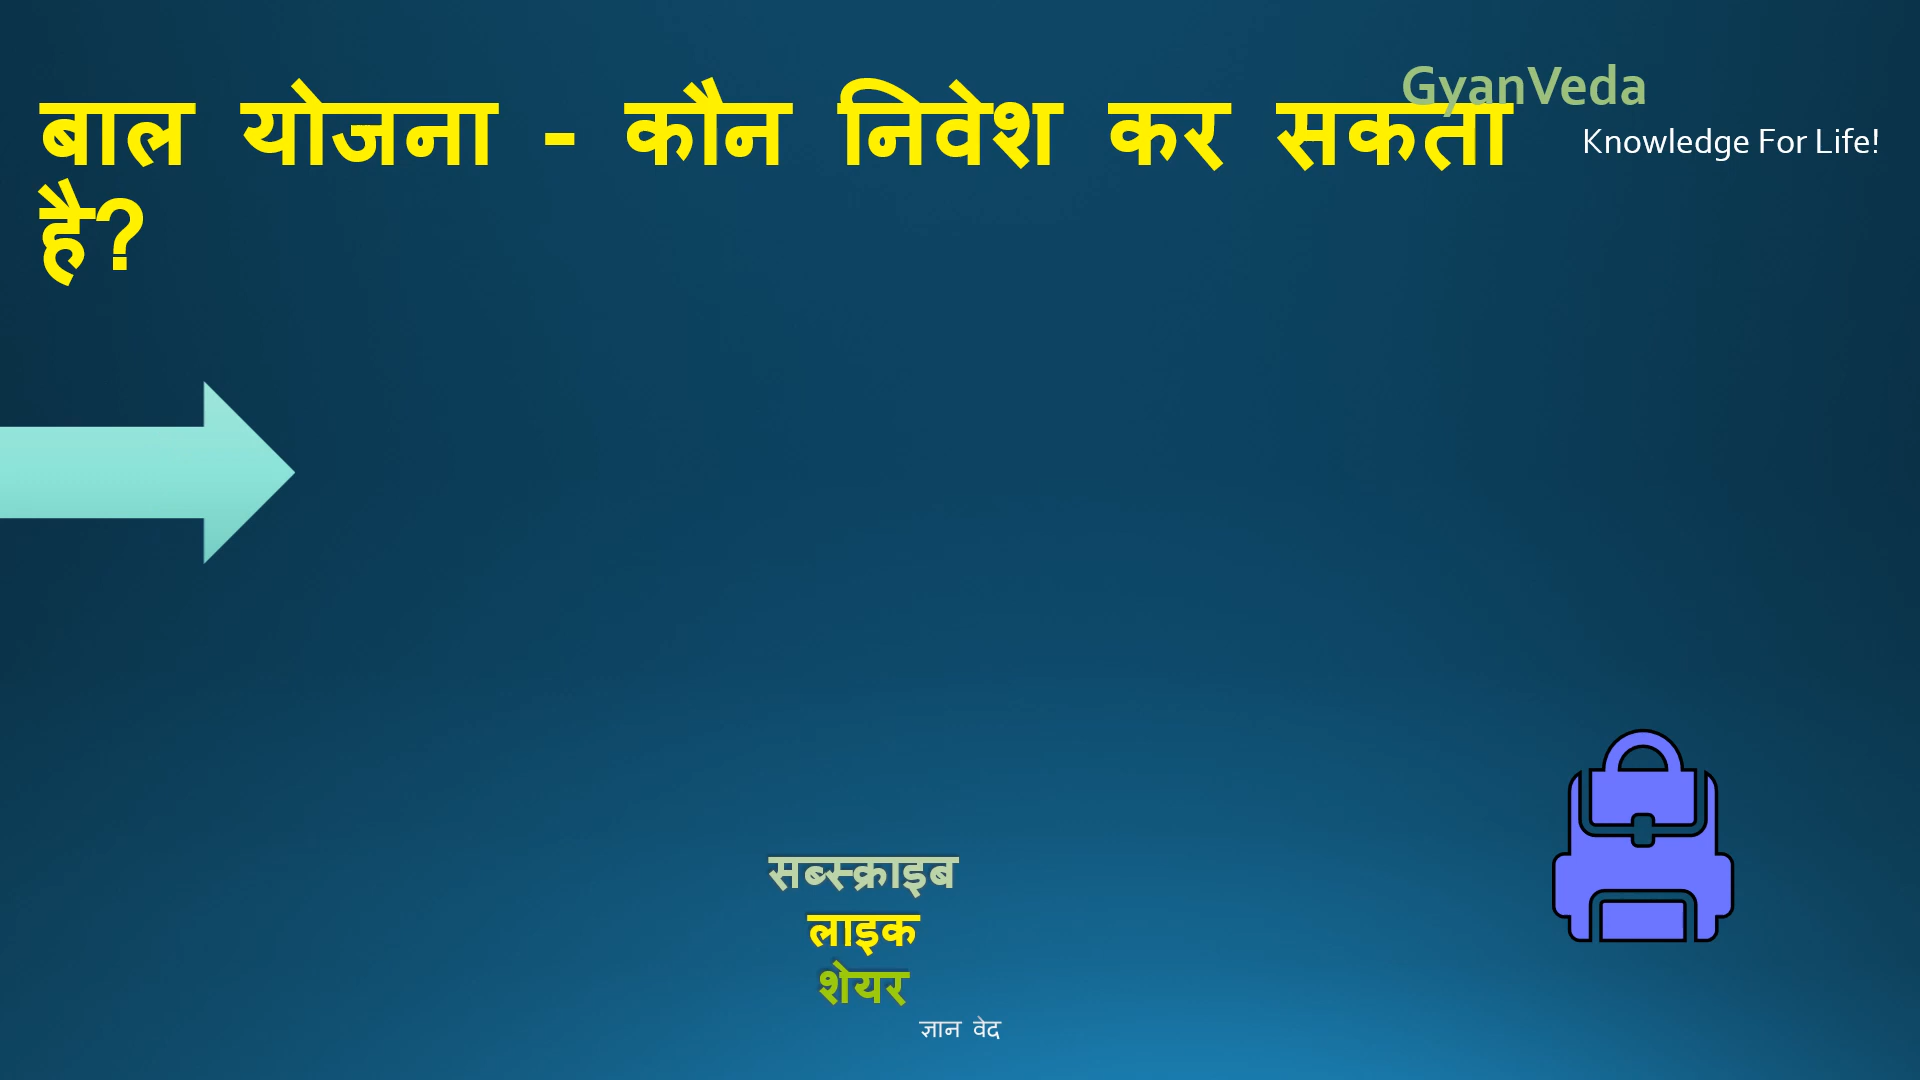 बाल योजना - कौन निवेश कर सकता
है?
GyanVeda
Knowledge For Life!
सब्स्क्राइब
लाइक
शेयर
ज्ञान वेद